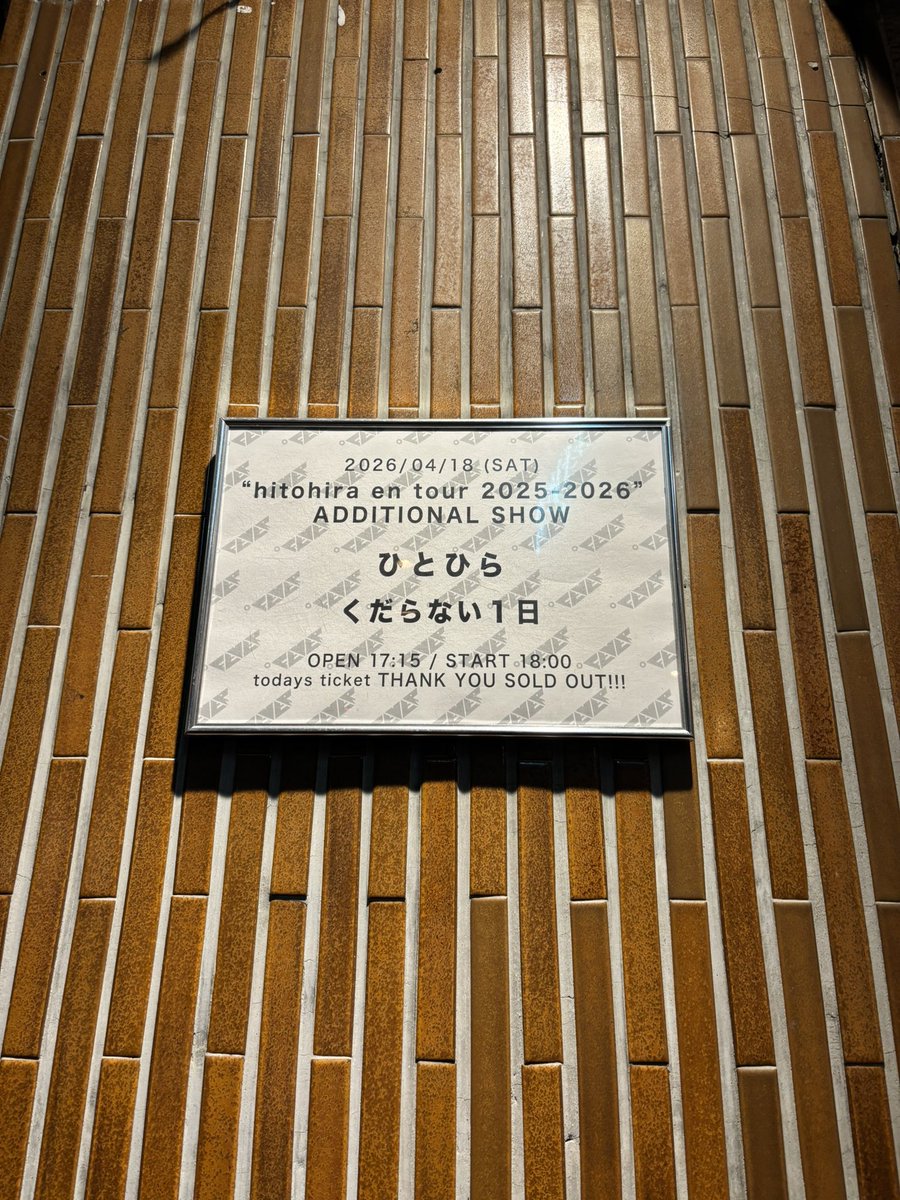 2026/04/18 (SAT)
“hitohira en tour 2025-2026”
ADDITIONAL SHOW
ひとひら
くだらない1日
OPEN 17:15 / START 18:00
todays ticket THANK YOU SOLD OUT!!!